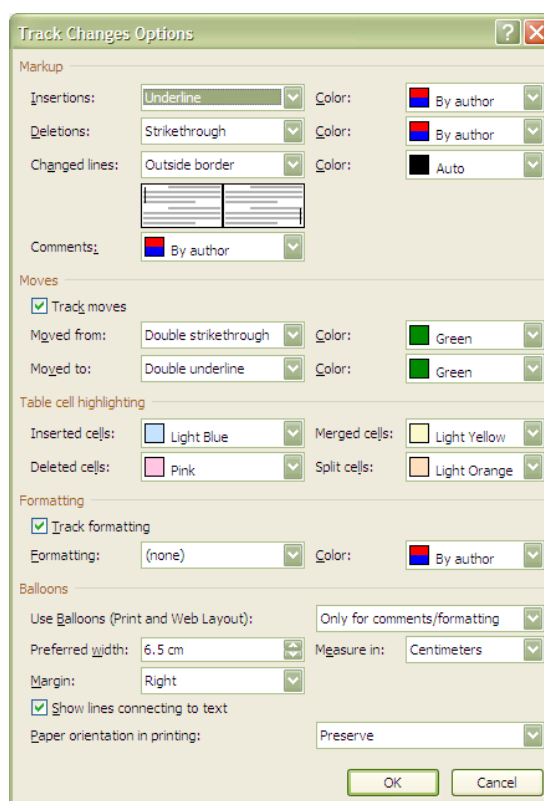 Track Changes Options
Markup
Insertions: Underline Color: By author
Deletions: Strikethrough Color: By author
Changed lines: Outside border Color: Auto
Comments: By author
Moves
Track moves
Moved from: Double strikethrough Color: Green
Moved to: Double underline Color: Green
Table cell highlighting
Inserted cells: Light Blue Merged cells: Light Yellow
Deleted cells: Pink Split cells: Light Orange
Formatting
Track formatting
Formatting: (none) Color: By author
Balloons
Use Balloons (Print and Web Layout): Only for comments/formatting
Preferred width: 6.5 cm Measure in: Centimeters
Margin: Right
Show lines connecting to text
Paper orientation in printing: Preserve
OK Cancel